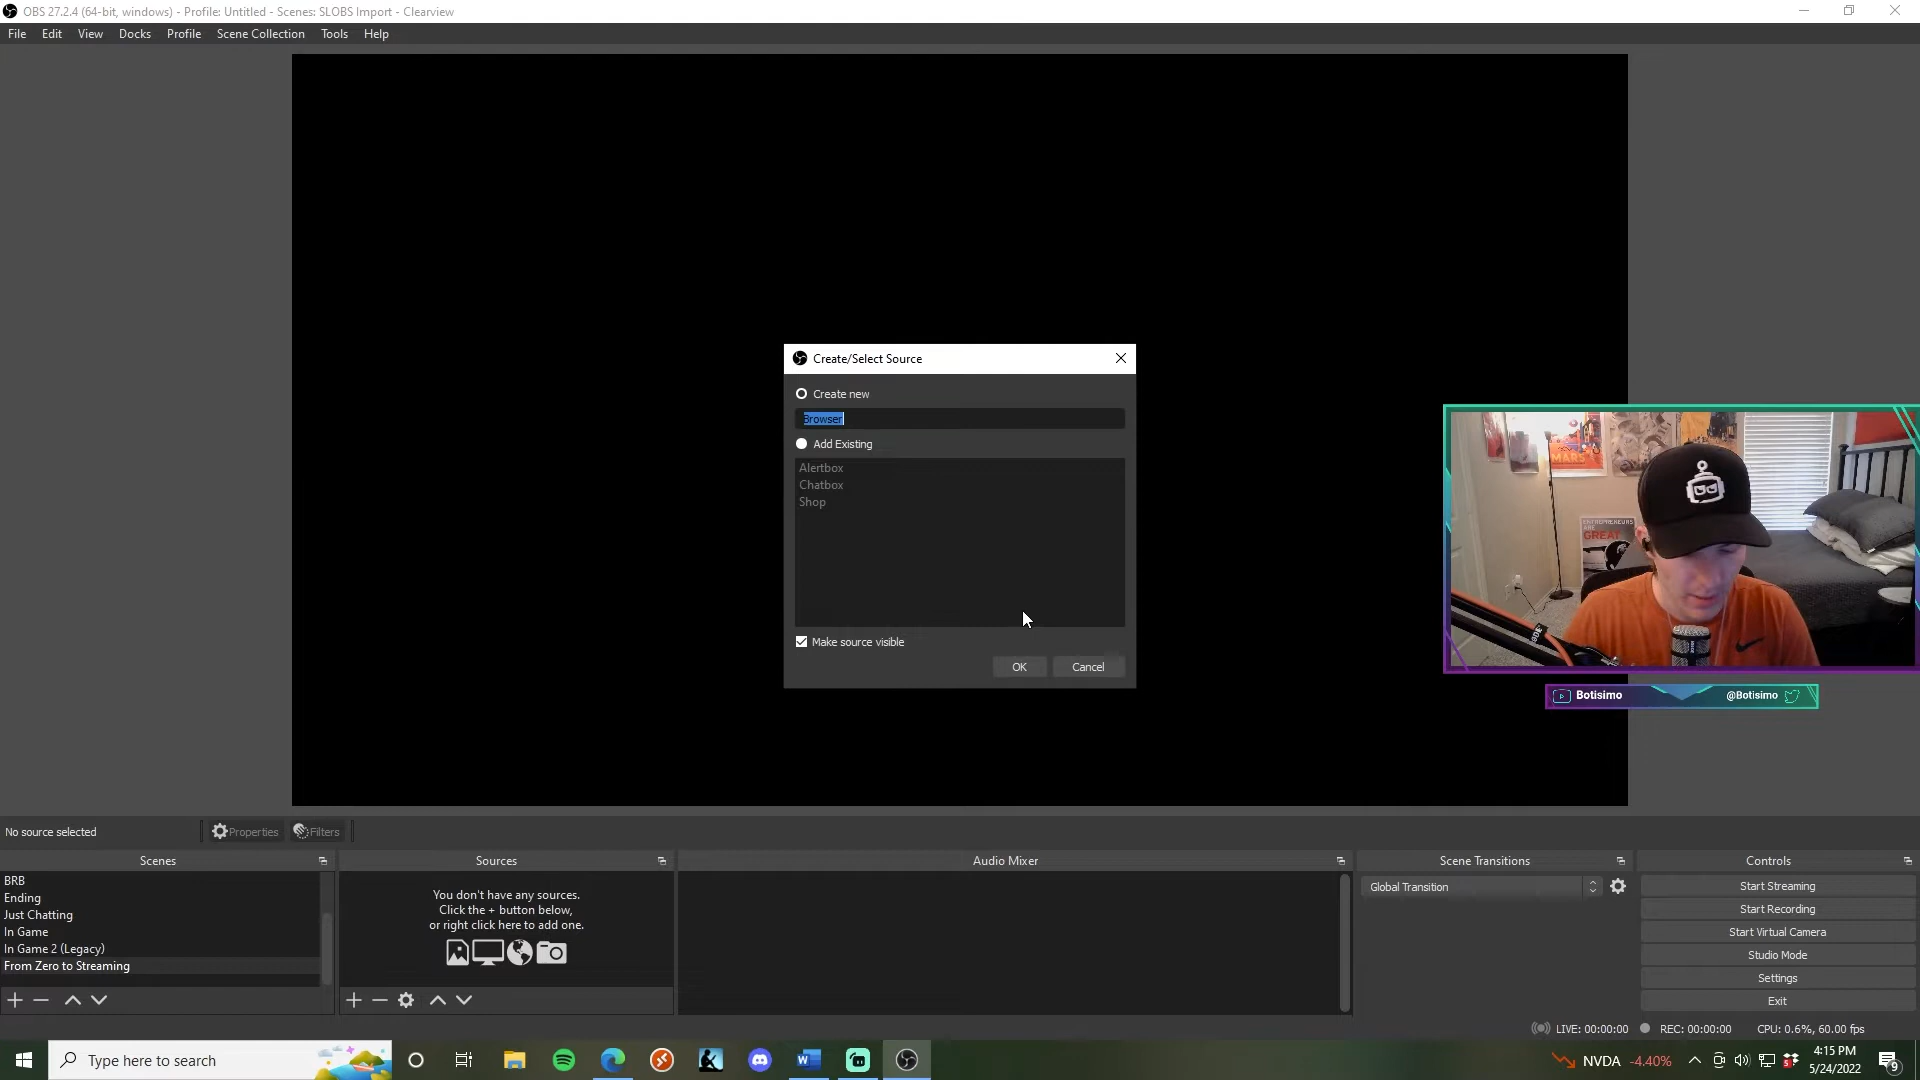 OBS 27.2.4 (64-bit, windows) - Profile: Untitled - Scenes: SLOBS Import - Clearview
File Edit View Docks Profile Scene Collection Tools Help
Create/Select Source
Create new
Browser
Add Existing
Alertbox
Chatbox
Shop
Make source visible
OK Cancel
MARS
ENTREPRENEURS
ARE
GREAT
Botisimo @Botisimo
No source selected Properties Filters
Scenes Sources Audio Mixer Scene Transitions Controls
BRB
Ending
Just Chatting
In Game
In Game 2 (Legacy)
From Zero to Streaming
You don't have any sources.
Click the + button below,
or right click here to add one.
Global Transition
Start Streaming
Start Recording
Start Virtual Camera
Studio Mode
Settings
Exit
LIVE: 00:00:00 REC: 00:00:00 CPU: 0.6%, 60.00 fps
Type here to search
NVDA -4.40%
4:15 PM
5/24/2022
9